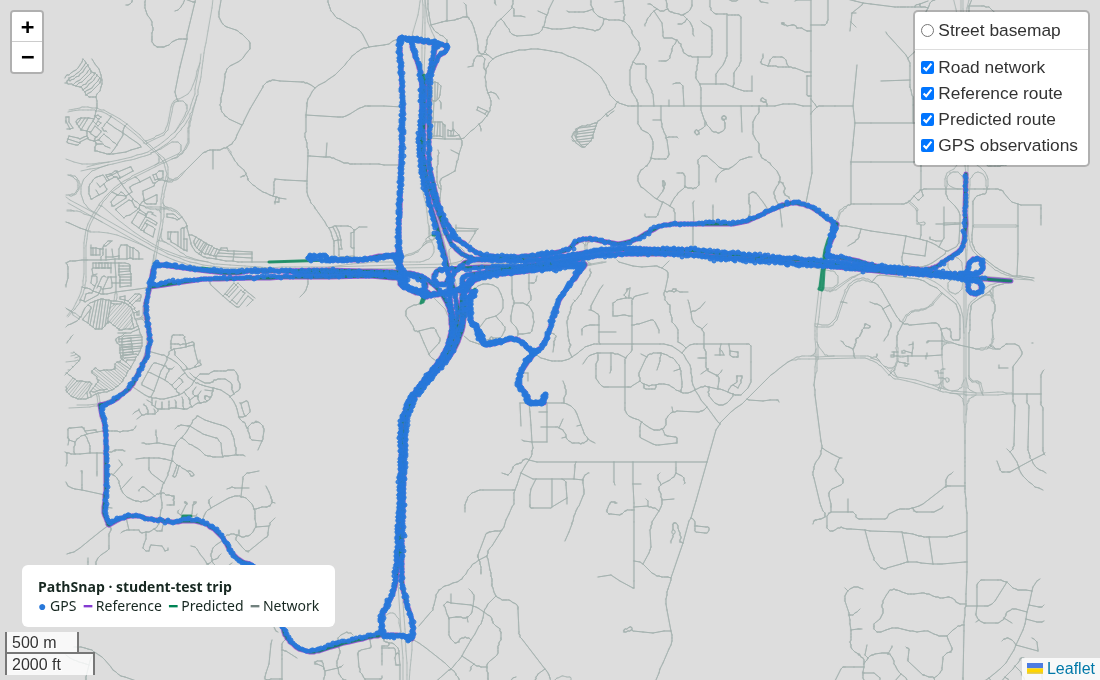 +
−
Street basemap
Road network
Reference route
Predicted route
GPS observations
PathSnap · student-test trip
GPS Reference Predicted Network
500 m
2000 ft
Leaflet